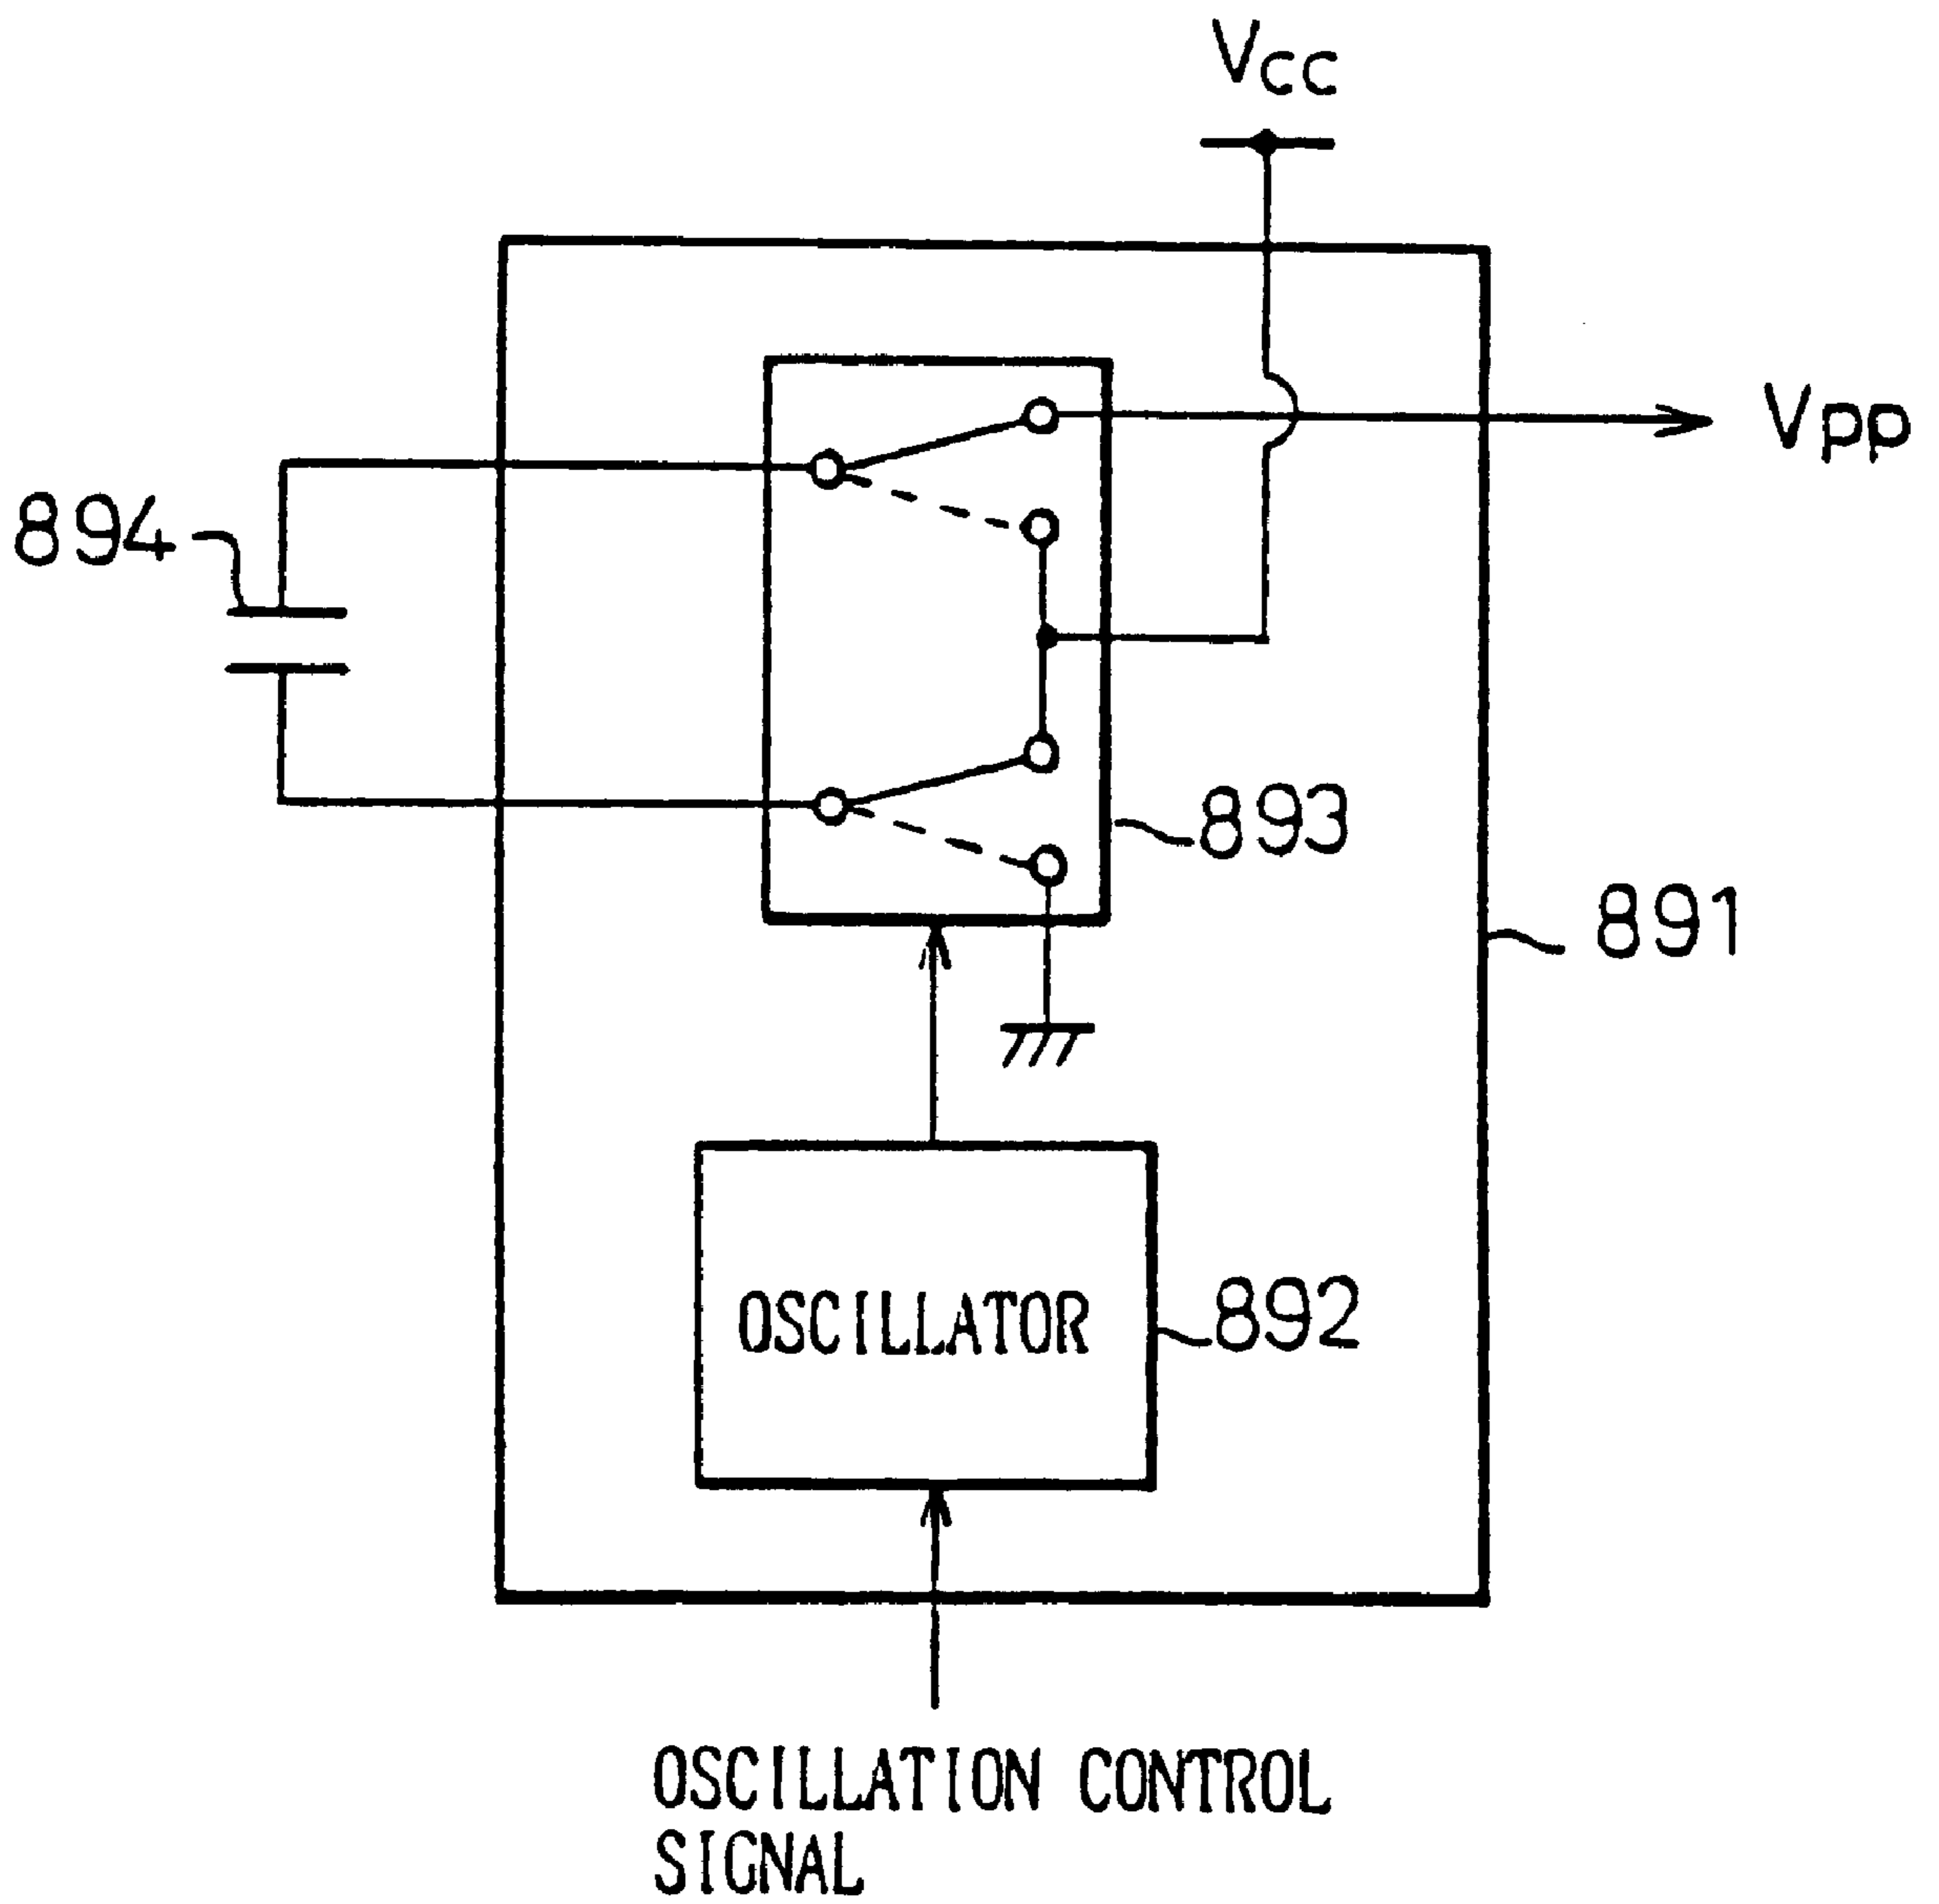 Vcc
Vpp
894
893
891
OSCILLATOR
892
OSCILLATION CONTROL
SIGNAL